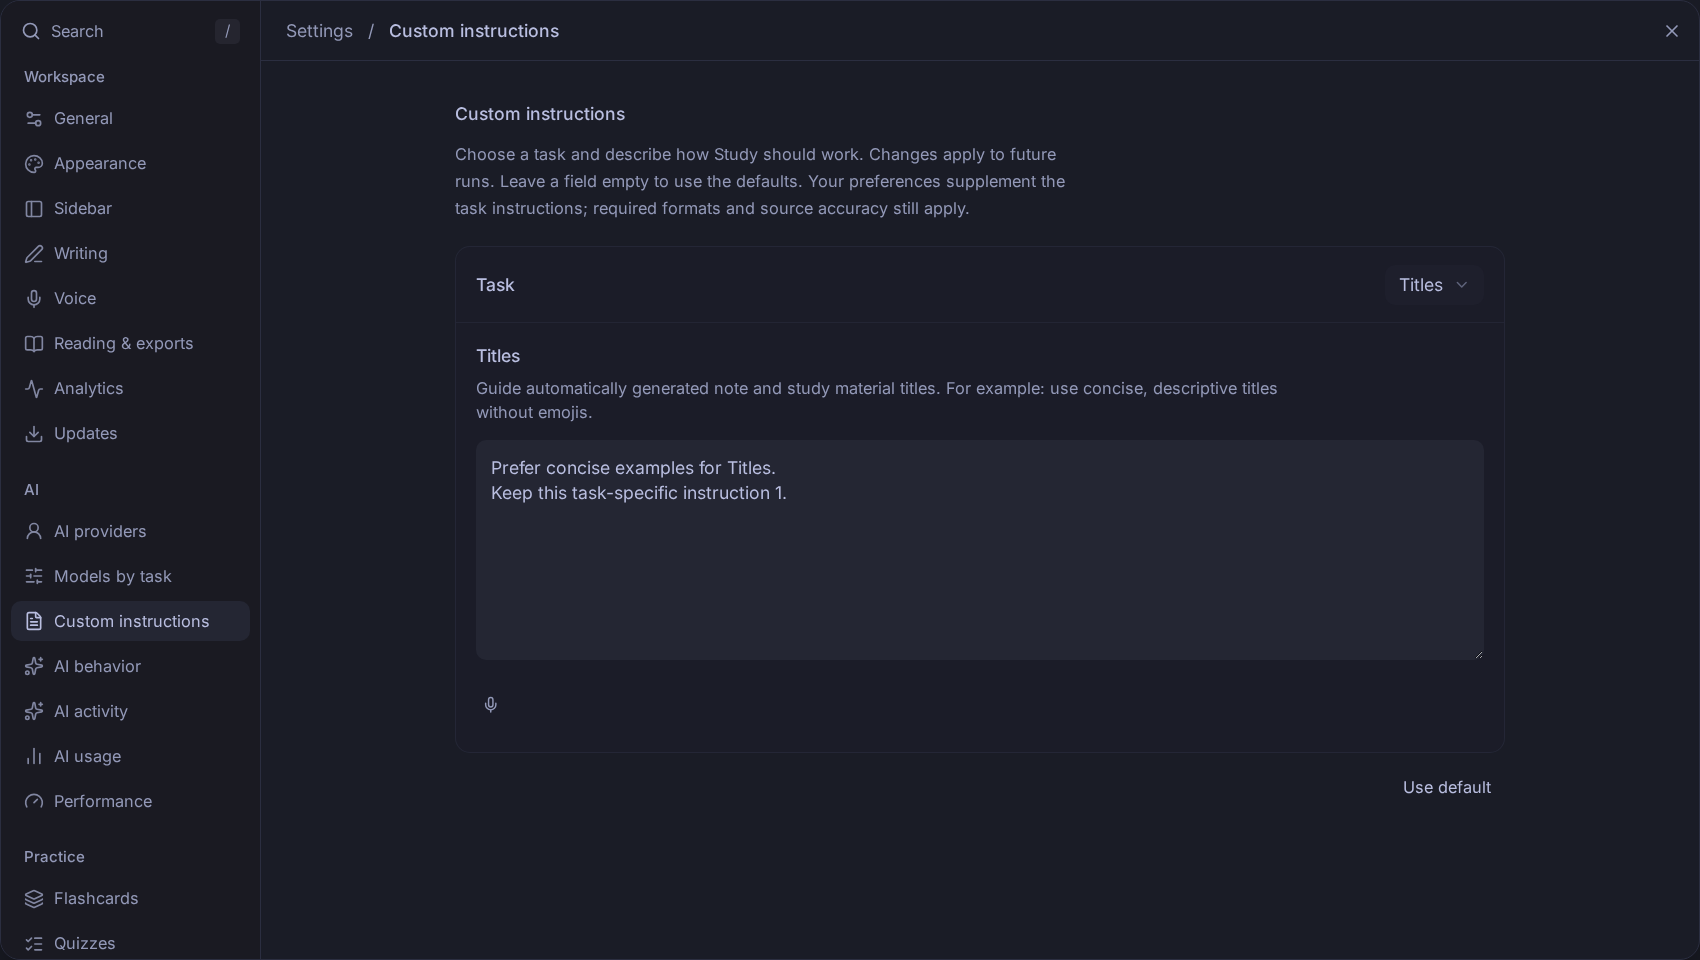 Search
/
Workspace
General
Appearance
Sidebar
Writing
Voice
Reading & exports
Analytics
Updates
AI
AI providers
Models by task
Custom instructions
AI behavior
AI activity
AI usage
Performance
Practice
Flashcards
Quizzes
Settings / Custom instructions
Custom instructions
Choose a task and describe how Study should work. Changes apply to future
runs. Leave a field empty to use the defaults. Your preferences supplement the
task instructions; required formats and source accuracy still apply.
Task
Titles
Titles
Guide automatically generated note and study material titles. For example: use concise, descriptive titles
without emojis.
Prefer concise examples for Titles.
Keep this task-specific instruction 1.
Use default